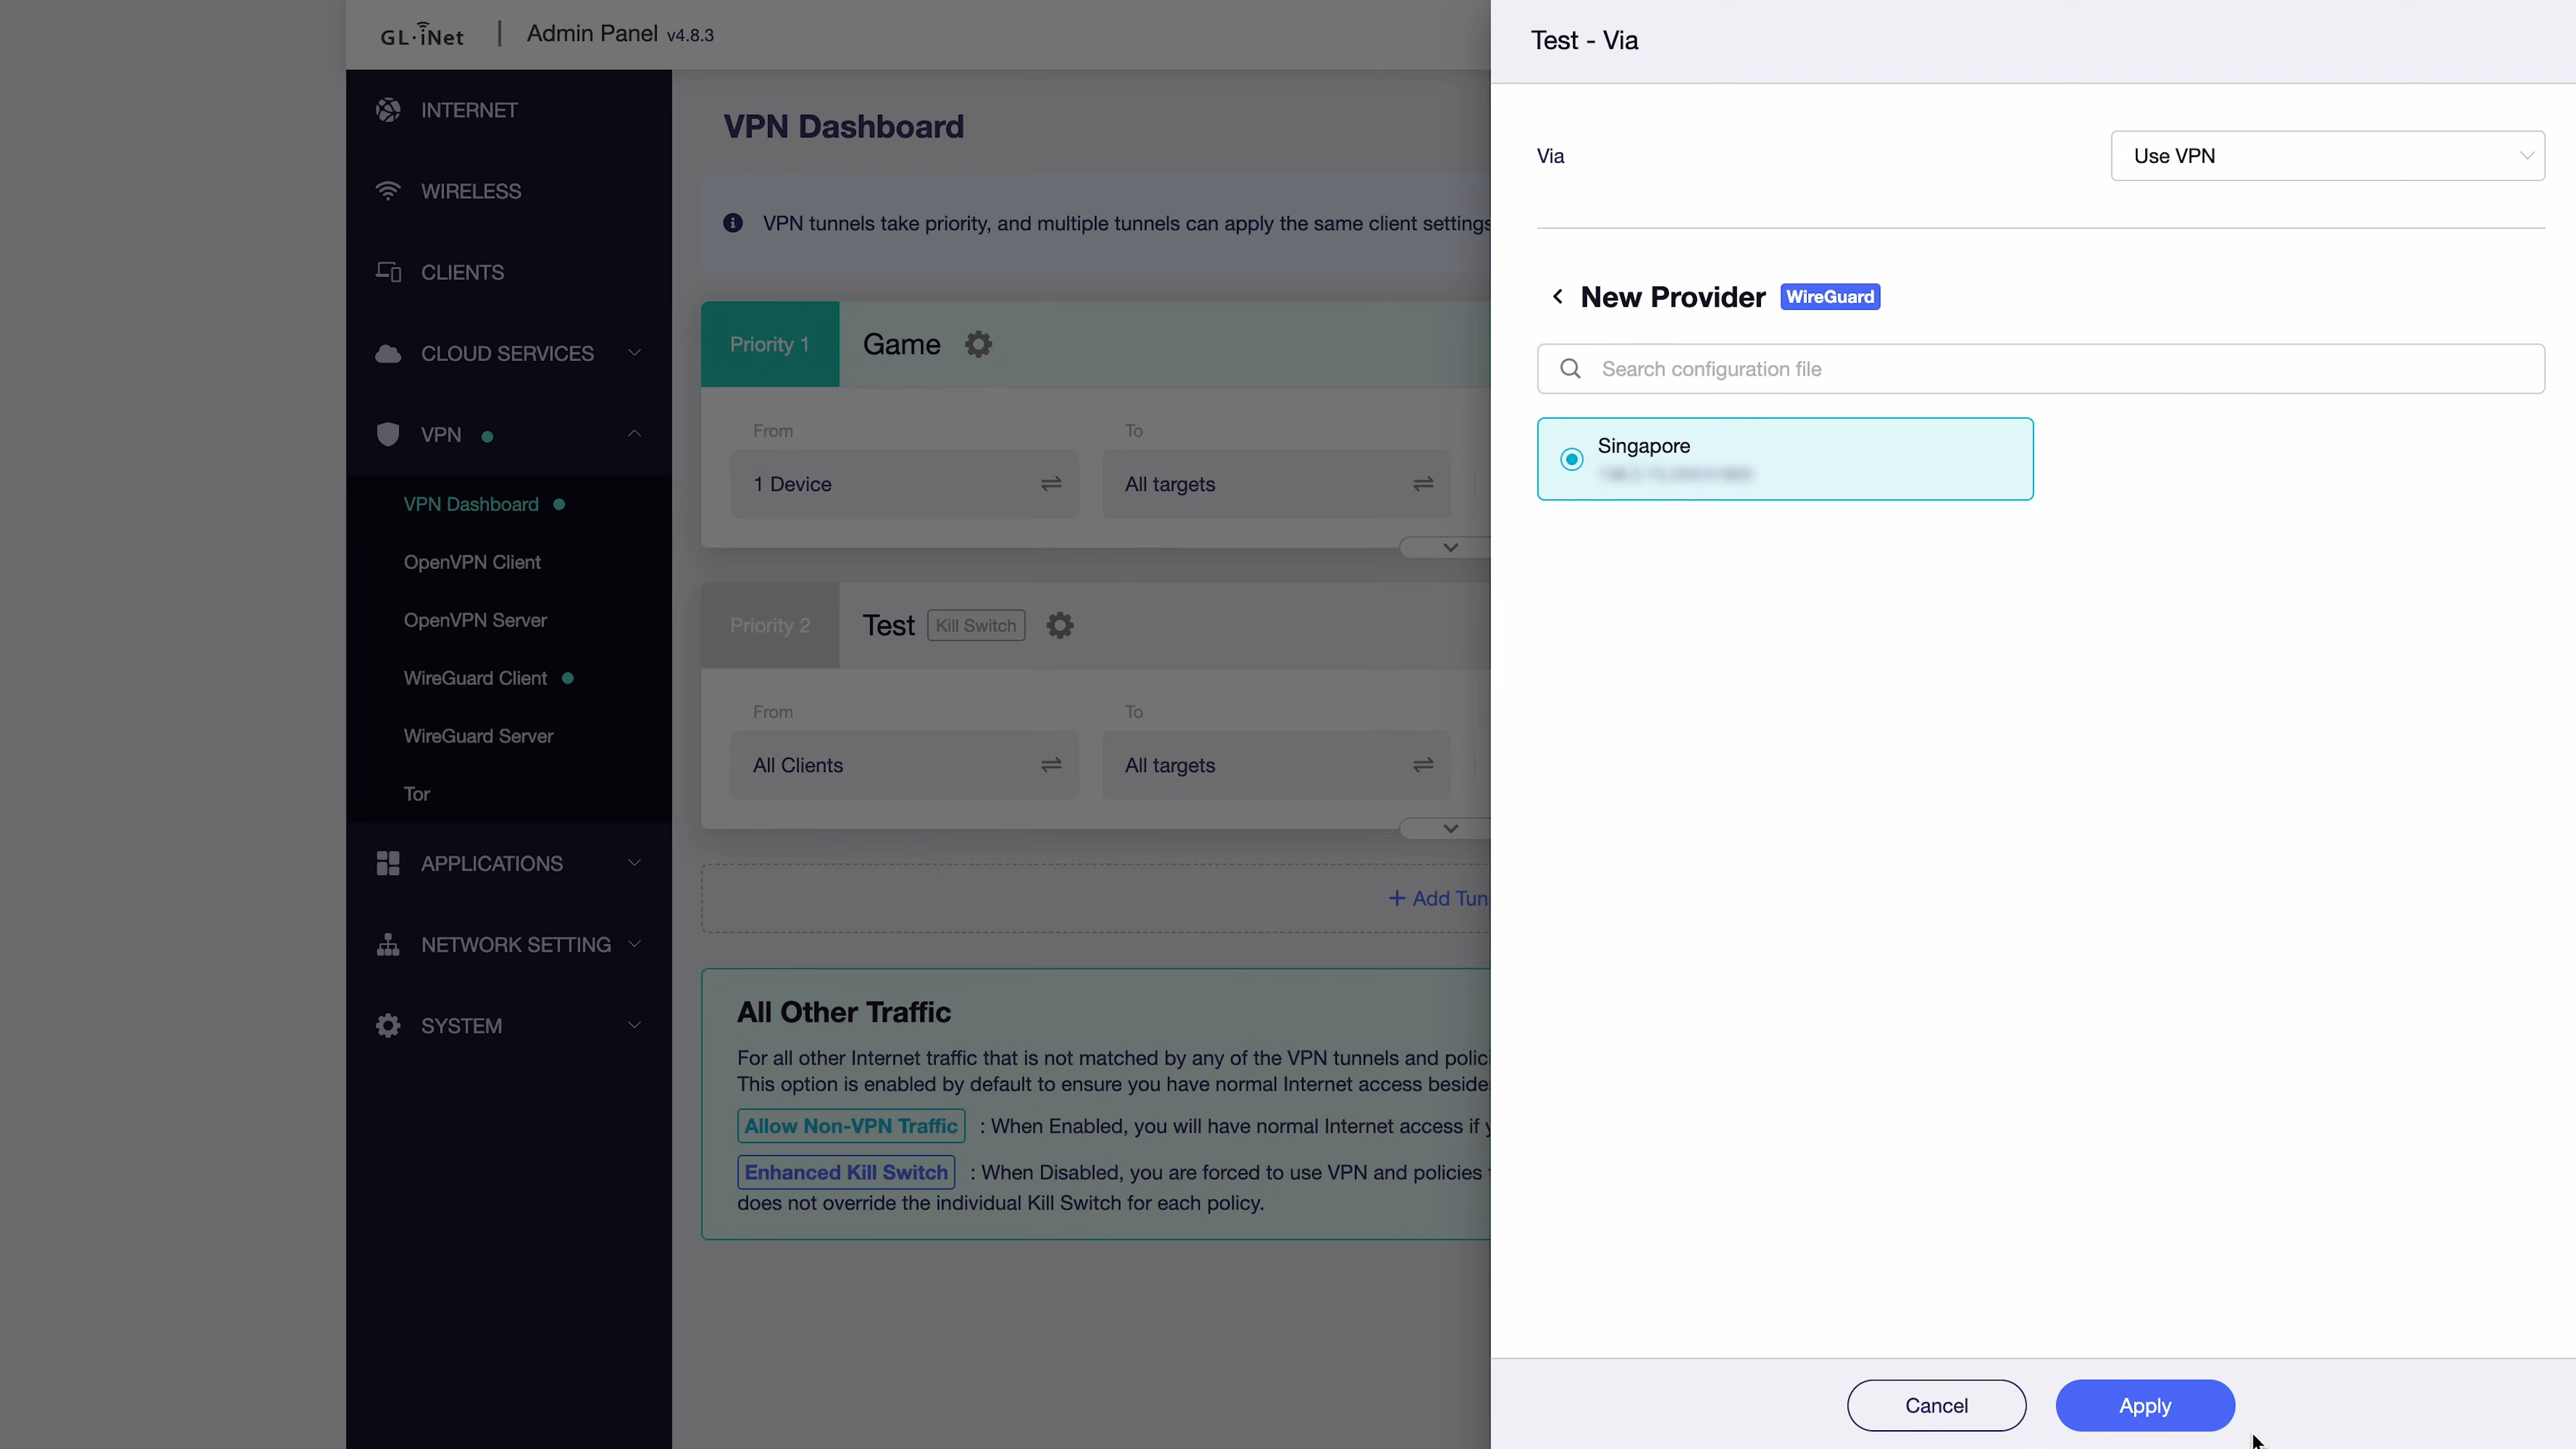 GL·iNet
Admin Panel v4.8.3
INTERNET
WIRELESS
CLIENTS
CLOUD SERVICES
VPN
VPN Dashboard
OpenVPN Client
OpenVPN Server
WireGuard Client
WireGuard Server
Tor
APPLICATIONS
NETWORK SETTING
SYSTEM
VPN Dashboard
VPN tunnels take priority, and multiple tunnels can apply the same client settings
Priority 1
Game
From
To
1 Device
All targets
Priority 2
Test
Kill Switch
From
To
All Clients
All targets
+ Add Tun
All Other Traffic
For all other Internet traffic that is not matched by any of the VPN tunnels and polic
This option is enabled by default to ensure you have normal Internet access beside
Allow Non-VPN Traffic : When Enabled, you will have normal Internet access if y
Enhanced Kill Switch : When Disabled, you are forced to use VPN and policies
does not override the individual Kill Switch for each policy.
Test - Via
Via
Use VPN
New Provider
WireGuard
Search configuration file
Singapore
Cancel
Apply